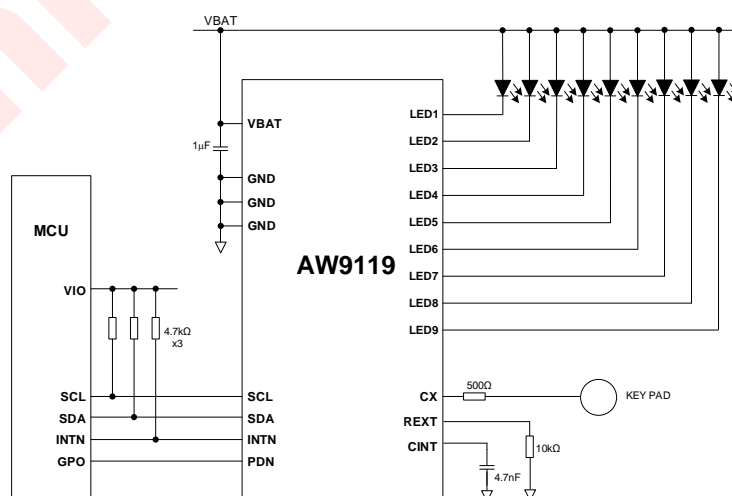 VBAT
VBAT
1μF
GND
GND
GND
MCU
VIO
4.7kΩ
x3
SCL
SDA
INTN
GPO
AW9119
SCL
SDA
INTN
PDN
LED1
LED2
LED3
LED4
LED5
LED6
LED7
LED8
LED9
CX
500Ω
KEY PAD
REXT
10kΩ
CINT
4.7nF